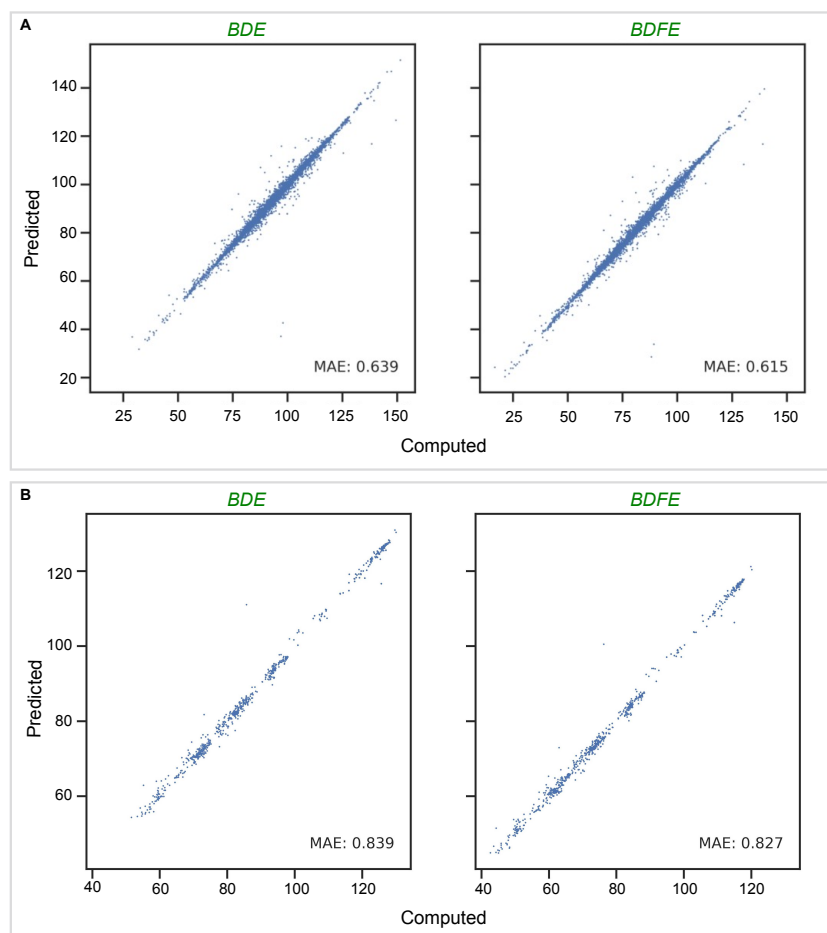 A
BDE
BDFE
Predicted
140
120
100
80
60
40
20
MAE: 0.639
MAE: 0.615
25 50 75 100 125 150
25 50 75 100 125 150
Computed
B
BDE
BDFE
Predicted
120
100
80
60
MAE: 0.839
MAE: 0.827
40 60 80 100 120
40 60 80 100 120
Computed